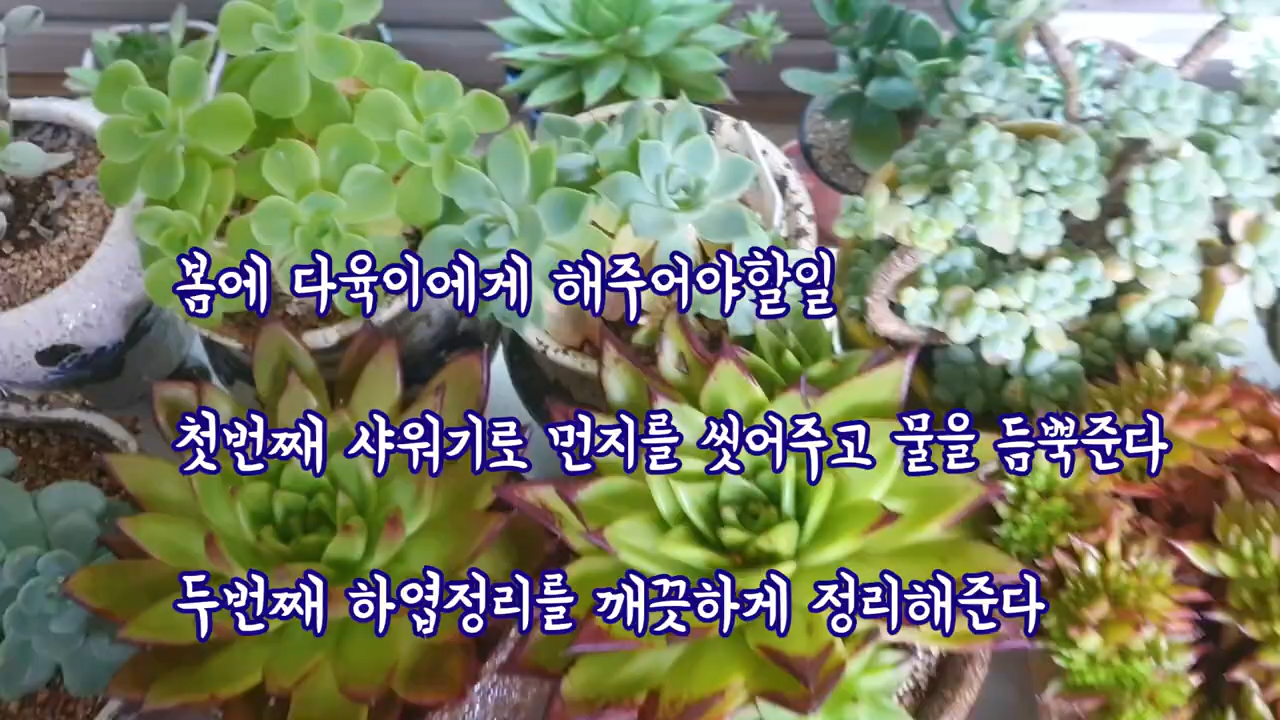 봄에 다육이에게 해주어야할일
첫번째 샤워기로 먼지를 씻어주고 물을 듬뿍준다
두번째 하엽정리를 깨끗하게 정리해준다